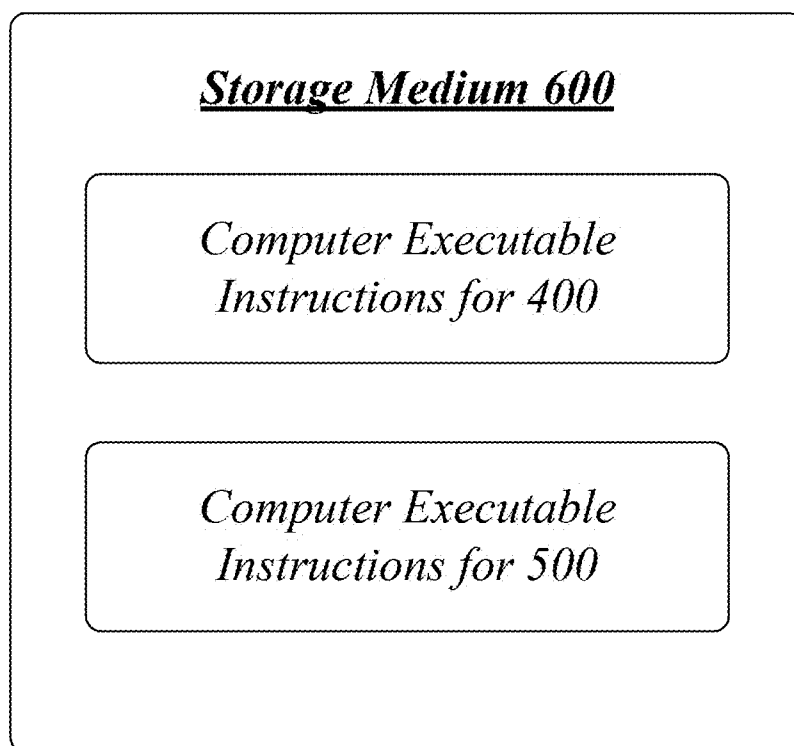 Storage Medium 600
Computer Executable
Instructions for 400
Computer Executable
Instructions for 500